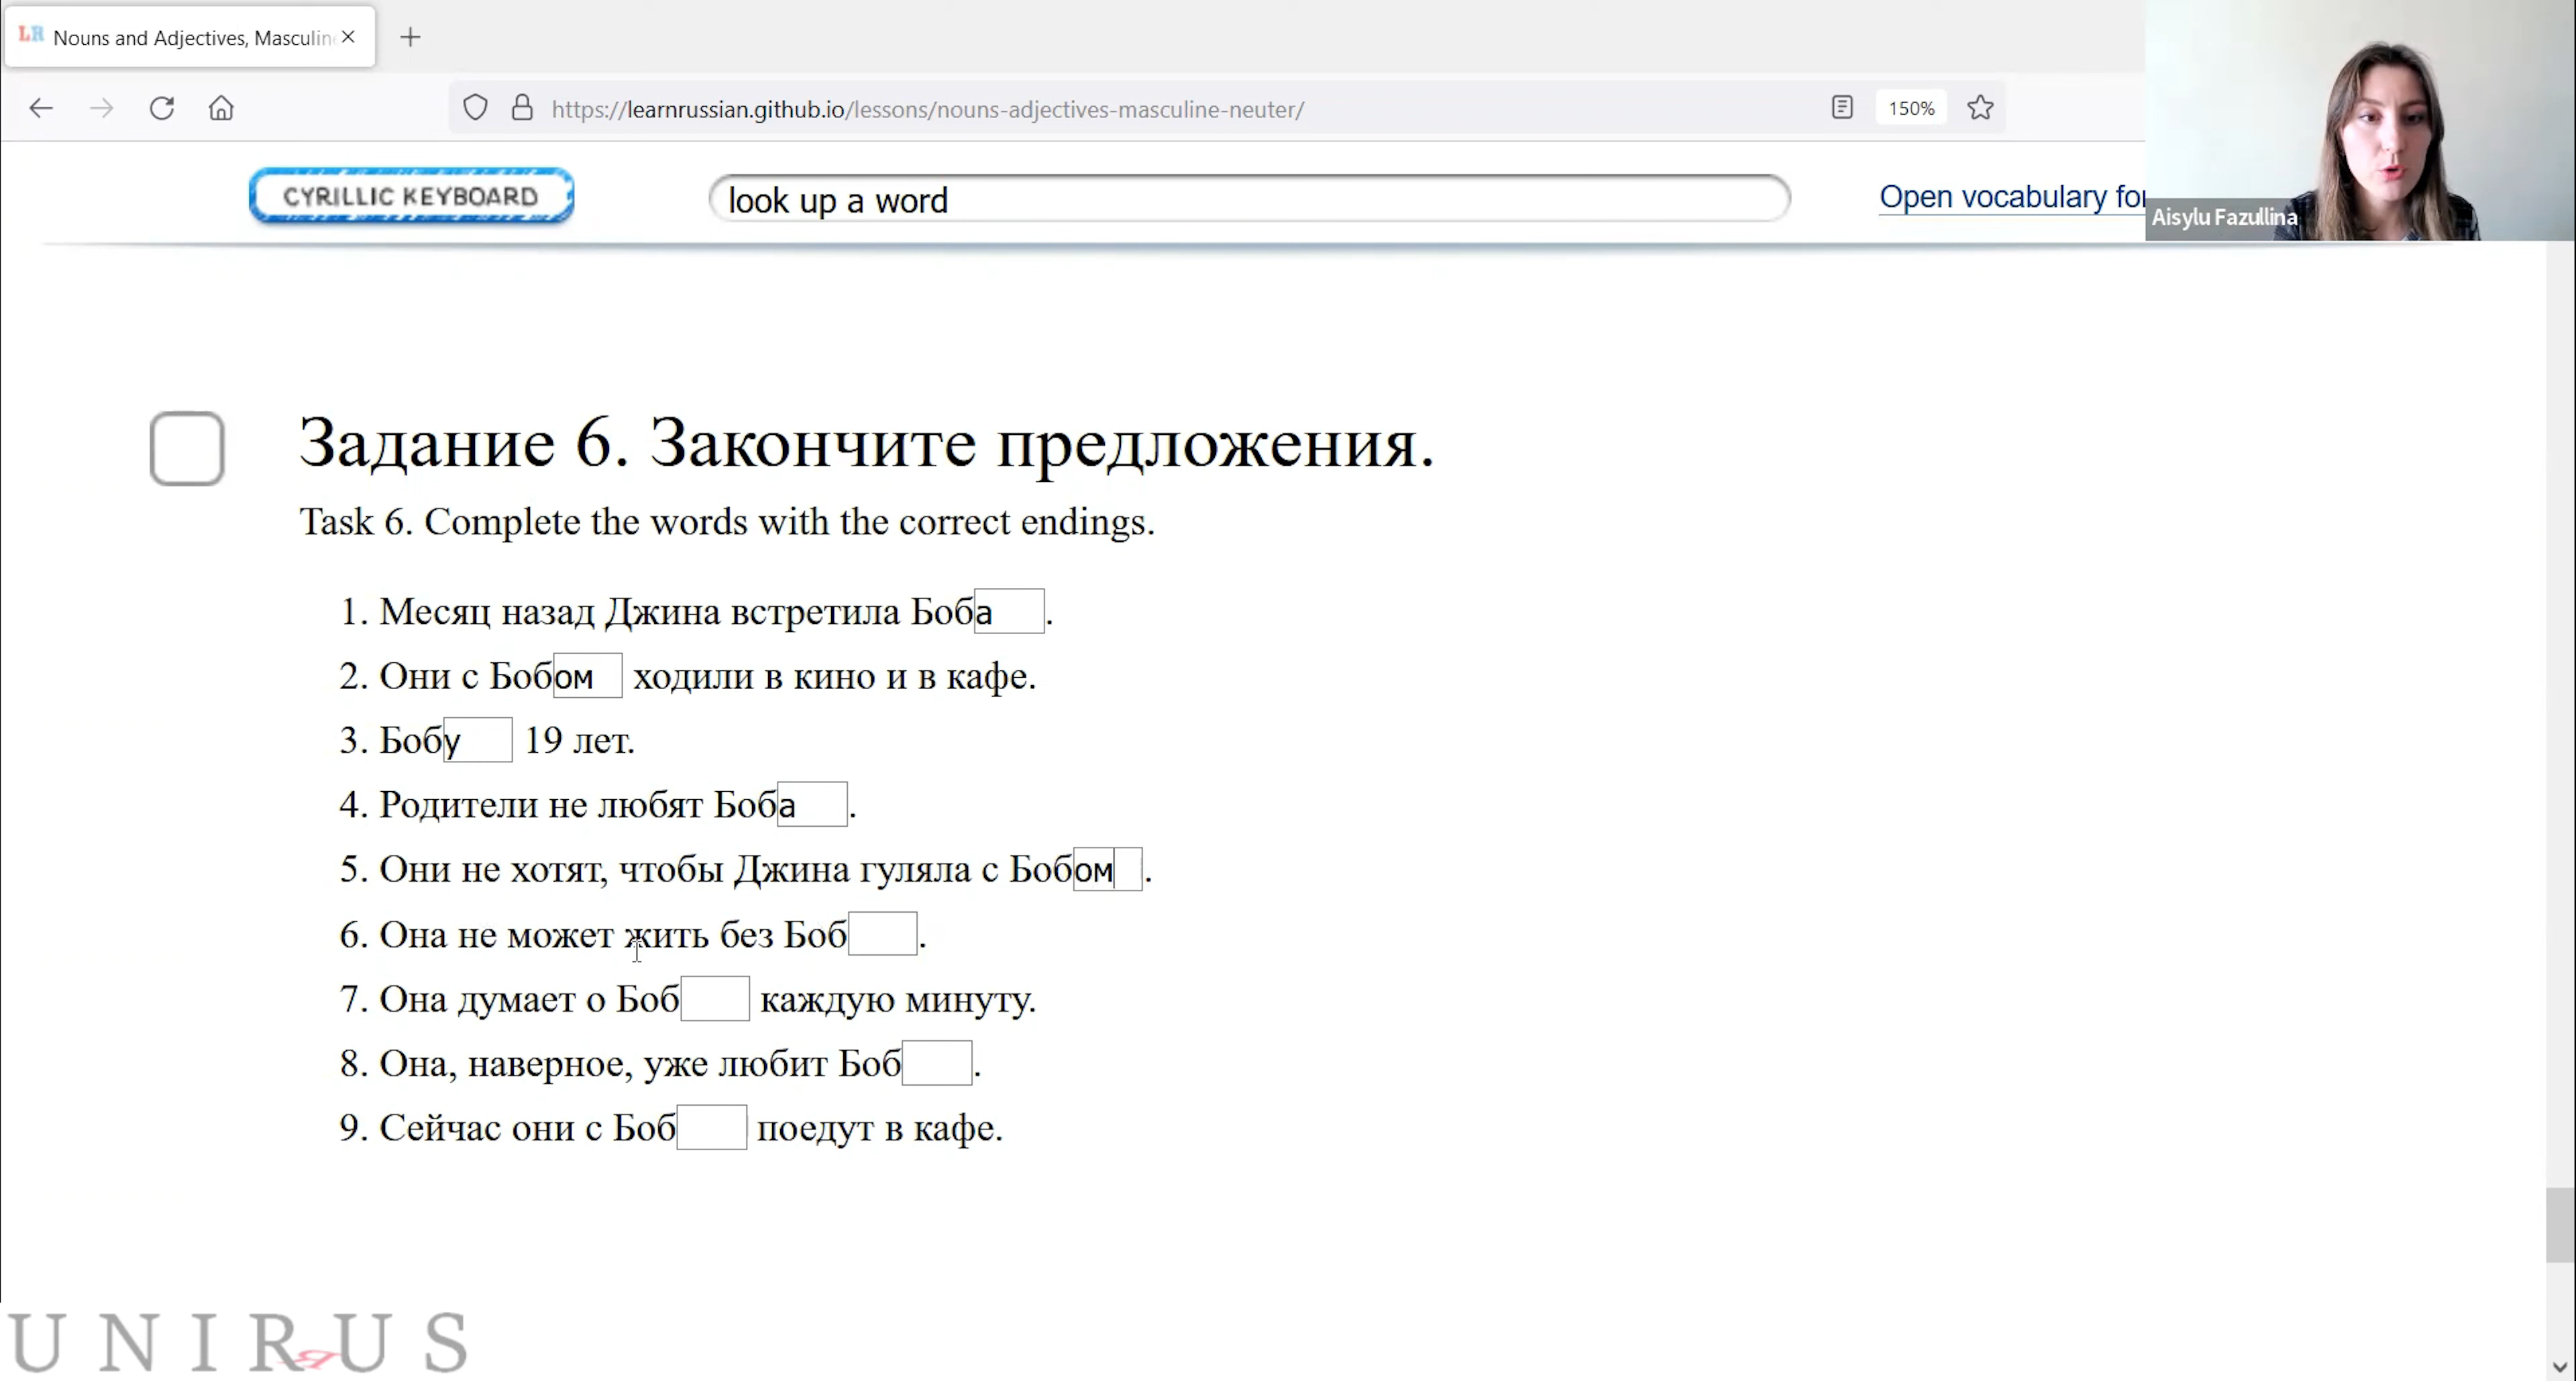 LR Nouns and Adjectives, Masculin
https://learnrussian.github.io/lessons/nouns-adjectives-masculine-neuter/
150%
CYRILLIC KEYBOARD
look up a word
Open vocabulary for
Aisylu Fazullina
Задание 6. Закончите предложения.
Task 6. Complete the words with the correct endings.
1. Месяц назад Джина встретила Боба.
2. Они с Бобом ходили в кино и в кафе.
3. Бобу 19 лет.
4. Родители не любят Боба.
5. Они не хотят, чтобы Джина гуляла с Бобом.
6. Она не может жить без Боб.
7. Она думает о Боб каждую минуту.
8. Она, наверное, уже любит Боб.
9. Сейчас они с Боб поедут в кафе.
UNIRUS